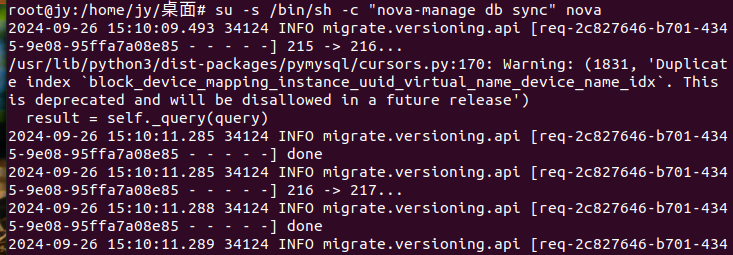 root@jy:/home/jy/桌面# su -s /bin/sh -c "nova-manage db sync" nova
2024-09-26 15:10:09.493 34124 INFO migrate.versioning.api [req-2c827646-b701-434
5-9e08-95ffa7a08e85 - - - - -] 215 -> 216...
/usr/lib/python3/dist-packages/pymysql/cursors.py:170: Warning: (1831, 'Duplicat
e index `block_device_mapping_instance_uuid_virtual_name_device_name_idx`. This 
is deprecated and will be disallowed in a future release')
  result = self._query(query)
2024-09-26 15:10:11.285 34124 INFO migrate.versioning.api [req-2c827646-b701-434
5-9e08-95ffa7a08e85 - - - - -] done
2024-09-26 15:10:11.285 34124 INFO migrate.versioning.api [req-2c827646-b701-434
5-9e08-95ffa7a08e85 - - - - -] 216 -> 217...
2024-09-26 15:10:11.288 34124 INFO migrate.versioning.api [req-2c827646-b701-434
5-9e08-95ffa7a08e85 - - - - -] done
2024-09-26 15:10:11.289 34124 INFO migrate.versioning.api [req-2c827646-b701-434